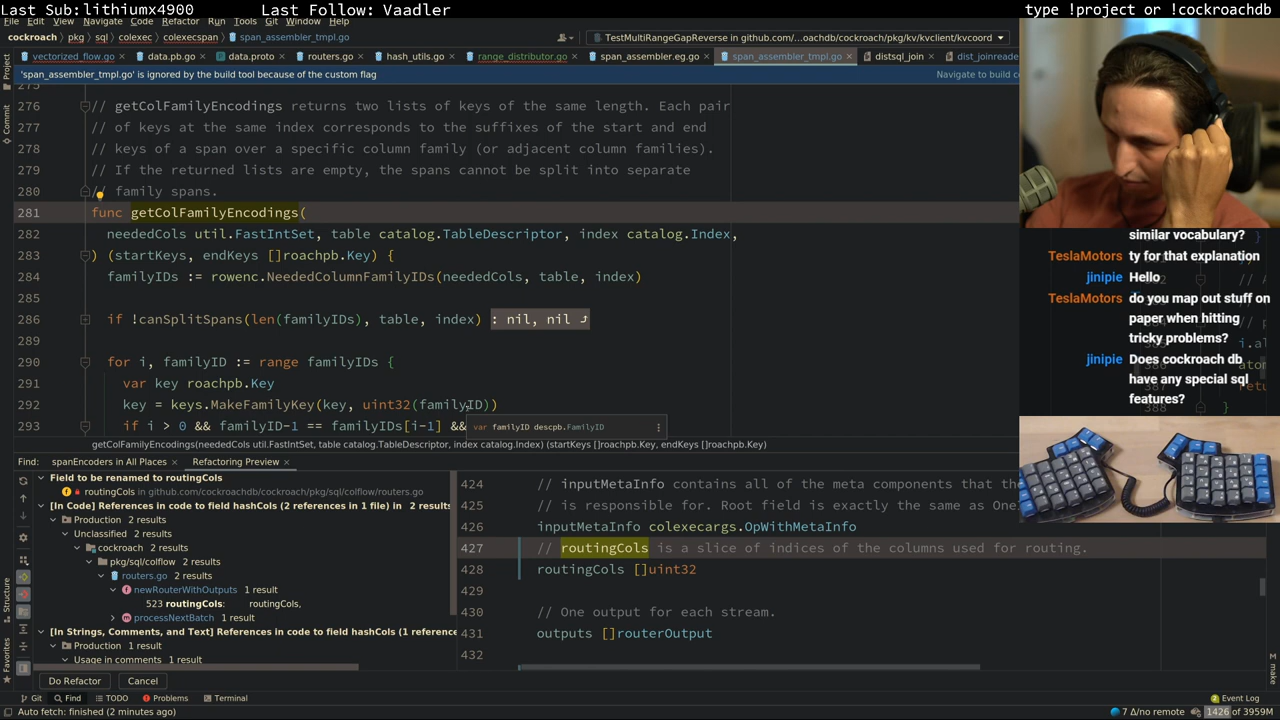 Last Sub:lithiumx4900 Last Follow: Vaadler type !project or !cockroachdb
File Edit View Navigate Code Refactor Run Tools Git Window Help
cockroach pkg sql colexec colexecspan span_assembler_tmpl.go TestMultiRangeGapReverse in github.com/...oachdb/cockroach/pkg/kv/kvclient/kvcoord
vectorized_flow.go data.pb.go data.proto routers.go hash_utils.go range_distributor.go span_assembler.eg.go span_assembler_tmpl.go distsql_join dist_joinreade
'span_assembler_tmpl.go' is ignored by the build tool because of the custom flag Navigate to build c
276 // getColFamilyEncodings returns two lists of keys of the same length. Each pair
277 // of keys at the same index corresponds to the suffixes of the start and end
278 // keys of a span over a specific column family (or adjacent column families).
279 // If the returned lists are empty, the spans cannot be split into separate
280 // family spans.
281 func getColFamilyEncodings(
282 neededCols util.FastIntSet, table catalog.TableDescriptor, index catalog.Index,
283 ) (startKeys, endKeys []roachpb.Key) {
284 familyIDs := rowenc.NeededColumnFamilyIDs(neededCols, table, index)
285
286 if !canSplitSpans(len(familyIDs), table, index) : nil, nil
289
290 for i, familyID := range familyIDs {
291 var key roachpb.Key
292 key = keys.MakeFamilyKey(key, uint32(familyID))
293 if i > 0 && familyID-1 == familyIDs[i-1] &&
var familyID descpb.FamilyID
getColFamilyEncodings(neededCols util.FastIntSet, table catalog.TableDescriptor, index catalog.Index) (startKeys []roachpb.Key, endKeys []roachpb.Key)
Find: spanEncoders in All Places Refactoring Preview
Field to be renamed to routingCols
routingCols in github.com/cockroachdb/cockroach/pkg/sql/colflow/routers.go
[In Code] References in code to field hashCols (2 references in 1 file) in 2 results
Production 2 results
Unclassified 2 results
cockroach 2 results
pkg/sql/colflow 2 results
routers.go 2 results
newRouterWithOutputs 1 result
523 routingCols: routingCols,
processNextBatch 1 result
[In Strings, Comments, and Text] References in code to field hashCols (1 reference
Production 1 result
Usage in comments 1 result
Do Refactor Cancel
424 // inputMetaInfo contains all of the meta components that the
425 // is responsible for. Root field is exactly the same as One
426 inputMetaInfo colexecargs.OpWithMetaInfo
427 // routingCols is a slice of indices of the columns used for routing.
428 routingCols []uint32
429
430 // One output for each stream.
431 outputs []routerOutput
432
similar vocabulary?
TeslaMotors ty for that explanation
jinipie Hello
TeslaMotors do you map out stuff on
paper when hitting
tricky problems?
jinipie Does cockroach db
have any special sql
features?
Project
Commit
Structure
Favorites
make
Git Find TODO Problems Terminal Event Log
Auto fetch: finished (2 minutes ago) 7 Δ/no remote 1426 of 3959M